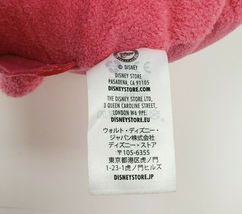 © DISNEY
DISNEY STORE
PASADENA, CA 91105
DISNEYSTORE.COM
THE DISNEY STORE LTD.
3 QUEEN CAROLINE STREET,
LONDON W6 9PE.
DISNEYSTORE.EU
ウォルト・ディズニー・
ジャパン株式会社
ディズニー・ストア
〒105-6355
東京都港区虎ノ門
1-23-1虎ノ門ヒルズ
DISNEYSTORE.JP